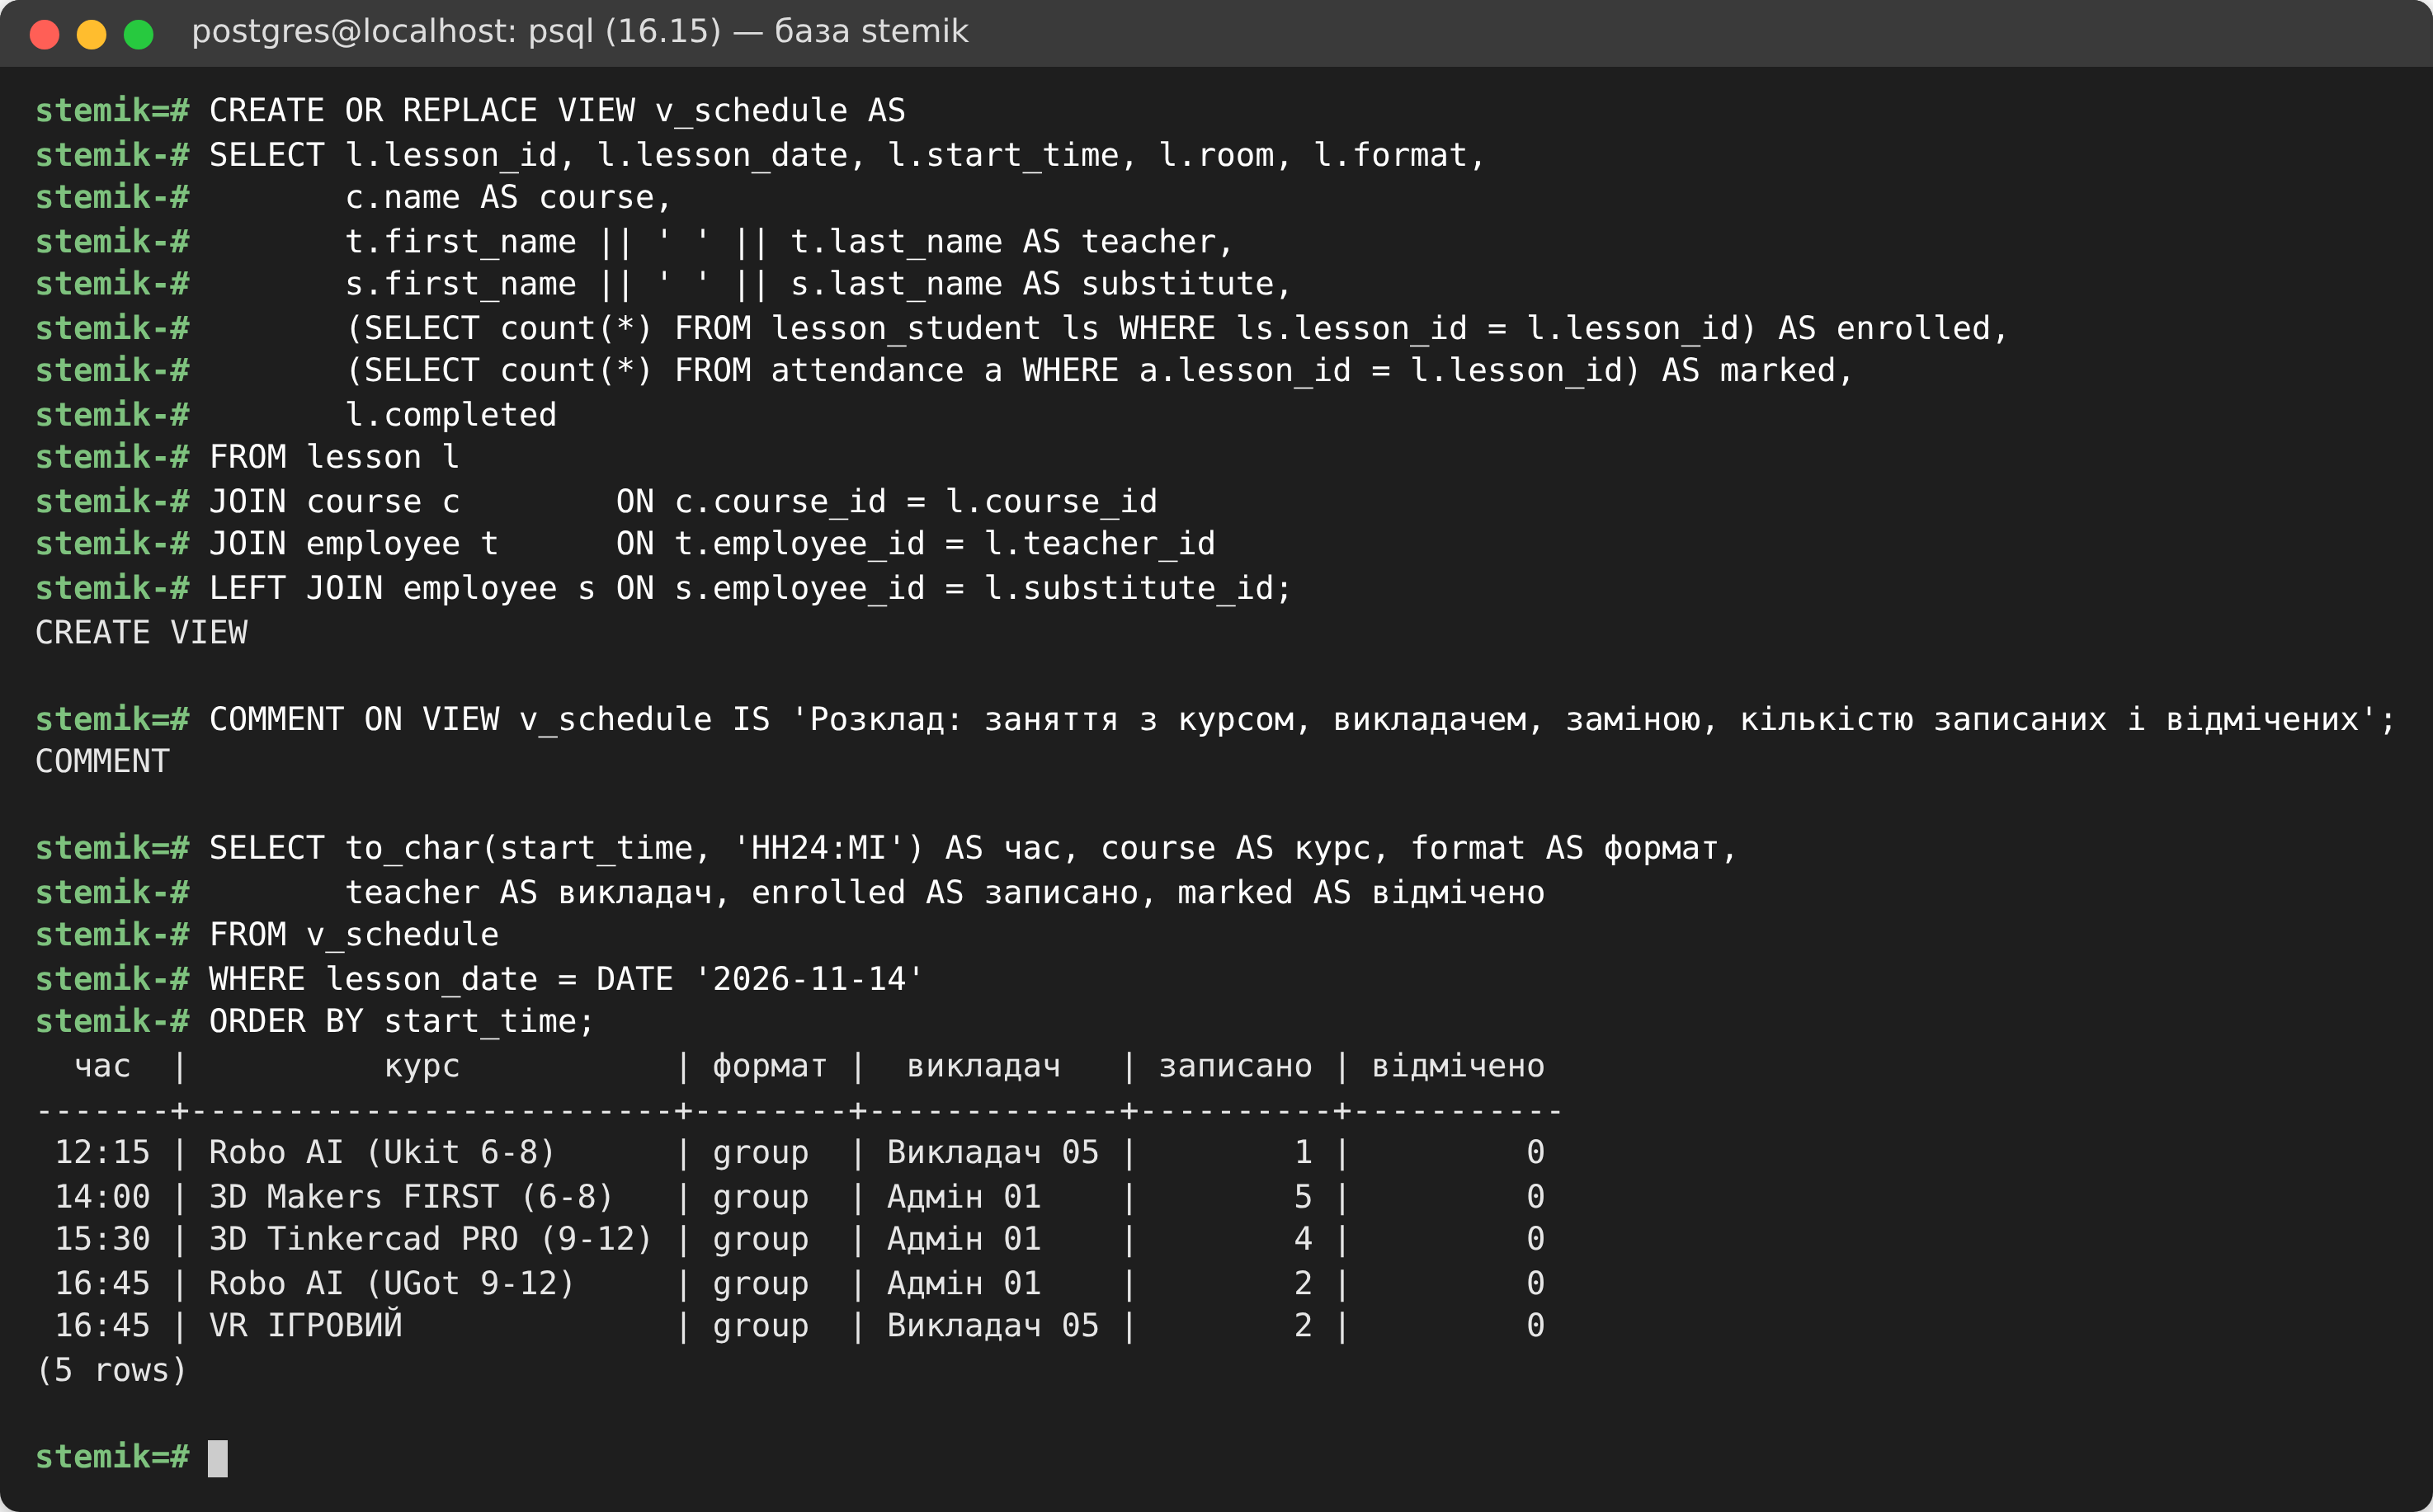 postgres@localhost: psql (16.15) — база stemik
stemik=# CREATE OR REPLACE VIEW v_schedule AS
stemik-# SELECT l.lesson_id, l.lesson_date, l.start_time, l.room, l.format,
stemik-#        c.name AS course,
stemik-#        t.first_name || ' ' || t.last_name AS teacher,
stemik-#        s.first_name || ' ' || s.last_name AS substitute,
stemik-#        (SELECT count(*) FROM lesson_student ls WHERE ls.lesson_id = l.lesson_id) AS enrolled,
stemik-#        (SELECT count(*) FROM attendance a WHERE a.lesson_id = l.lesson_id) AS marked,
stemik-#        l.completed
stemik-# FROM lesson l
stemik-# JOIN course c        ON c.course_id = l.course_id
stemik-# JOIN employee t      ON t.employee_id = l.teacher_id
stemik-# LEFT JOIN employee s ON s.employee_id = l.substitute_id;
CREATE VIEW
stemik=# COMMENT ON VIEW v_schedule IS 'Розклад: заняття з курсом, викладачем, заміною, кількістю записаних і відмічених';
COMMENT
stemik=# SELECT to_char(start_time, 'HH24:MI') AS час, course AS курс, format AS формат,
stemik-#        teacher AS викладач, enrolled AS записано, marked AS відмічено
stemik-# FROM v_schedule
stemik-# WHERE lesson_date = DATE '2026-11-14'
stemik-# ORDER BY start_time;
  час  |          курс           | формат |  викладач   | записано | відмічено
-------+-------------------------+--------+-------------+----------+-----------
 12:15 | Robo AI (Ukit 6-8)      | group  | Викладач 05 |        1 |         0
 14:00 | 3D Makers FIRST (6-8)   | group  | Адмін 01    |        5 |         0
 15:30 | 3D Tinkercad PRO (9-12) | group  | Адмін 01    |        4 |         0
 16:45 | Robo AI (UGot 9-12)     | group  | Адмін 01    |        2 |         0
 16:45 | VR ІГРОВИЙ              | group  | Викладач 05 |        2 |         0
(5 rows)
stemik=#